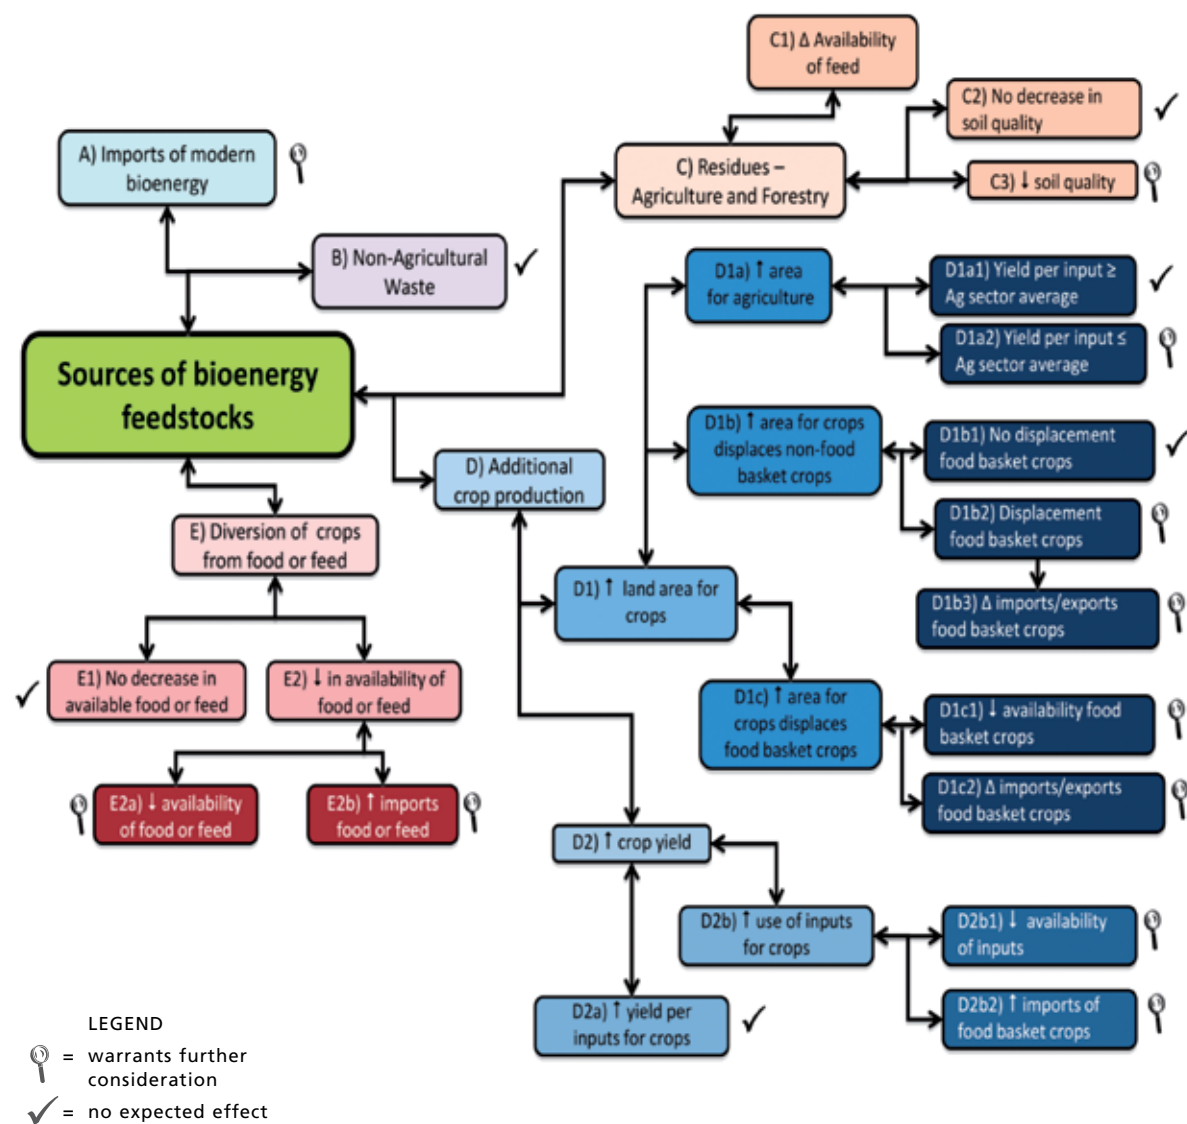 C1) Δ Availability
of feed
C2) No decrease in
soil quality
A) Imports of modern
bioenergy
C) Residues –
Agriculture and Forestry
C3) ↓ soil quality
B) Non-Agricultural
Waste
D1a) ↑ area
for agriculture
D1a1) Yield per input ≥
Ag sector average
D1a2) Yield per input ≤
Ag sector average
Sources of bioenergy
feedstocks
D1b) ↑ area for crops
displaces non-food
basket crops
D1b1) No displacement
food basket crops
D) Additional
crop production
D1b2) Displacement
food basket crops
E) Diversion of crops
from food or feed
D1) ↑ land area for
crops
D1b3) Δ imports/exports
food basket crops
E1) No decrease in
available food or feed
E2) ↓ in availability of
food or feed
D1c) ↑ area for
crops displaces
food basket crops
D1c1) ↓ availability food
basket crops
D1c2) Δ imports/exports
food basket crops
E2a) ↓ availability
of food or feed
E2b) ↑ imports
food or feed
D2) ↑ crop yield
D2b) ↑ use of inputs
for crops
D2b1) ↓ availability
of inputs
D2a) ↑ yield per
inputs for crops
D2b2) ↑ imports of
food basket crops
LEGEND
= warrants further
consideration
= no expected effect